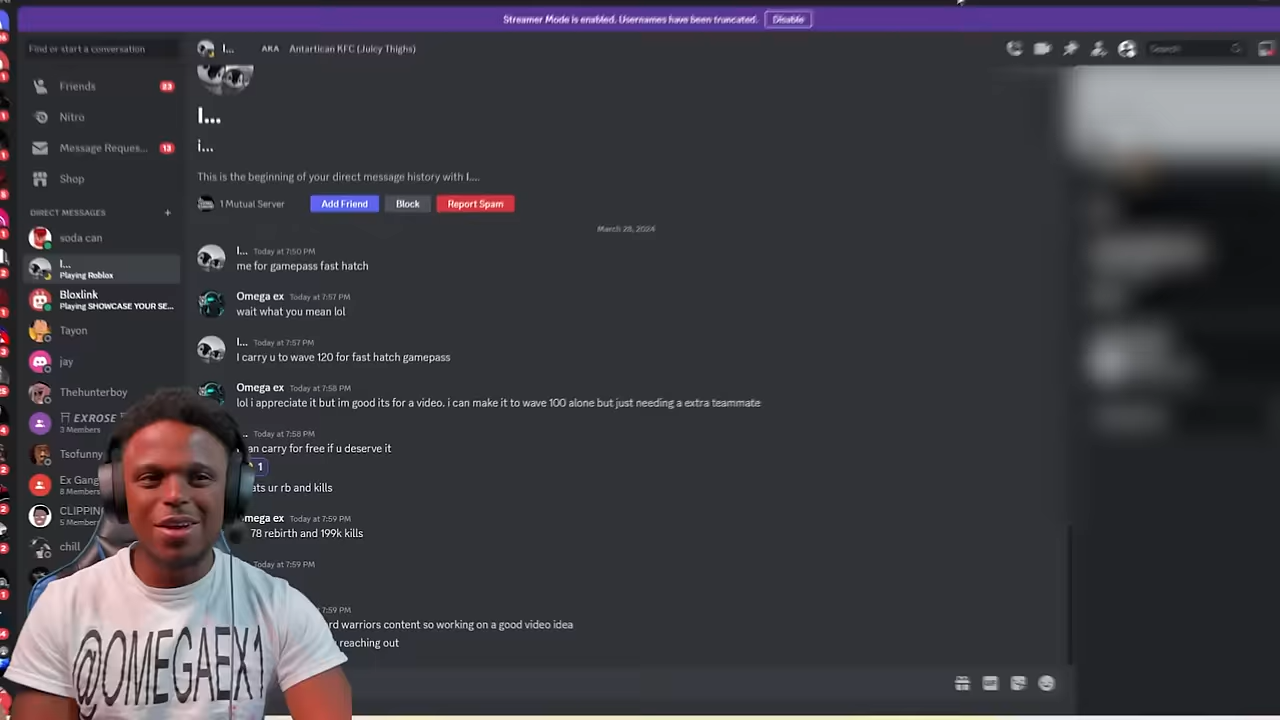 Streamer Mode is enabled. Usernames have been truncated. Disable
Find or start a conversation
I... AKA Antartican KFC (Juicy Thighs)
Search
Friends 23
Nitro
Message Reques... 13
Shop
DIRECT MESSAGES +
soda can
I...
Playing Roblox
Bloxlink
Playing SHOWCASE YOUR SE...
Tayon
jay
Thehunterboy
EXROSE
3 Members
Tsofunny
Ex Gang
8 Members
CLIPPIN
5 Members
chill
I...
i...
This is the beginning of your direct message history with I....
1 Mutual Server Add Friend Block Report Spam
March 28, 2024
I... Today at 7:50 PM
me for gamepass fast hatch
Omega ex Today at 7:57 PM
wait what you mean lol
I... Today at 7:57 PM
I carry u to wave 120 for fast hatch gamepass
Omega ex Today at 7:58 PM
lol i appreciate it but im good its for a video. i can make it to wave 100 alone but just needing a extra teammate
... Today at 7:58 PM
an carry for free if u deserve it
1
ats ur rb and kills
mega ex Today at 7:59 PM
78 rebirth and 199k kills
Today at 7:59 PM
7:59 PM
rd warriors content so working on a good video idea
reaching out
@OMEGAEX1